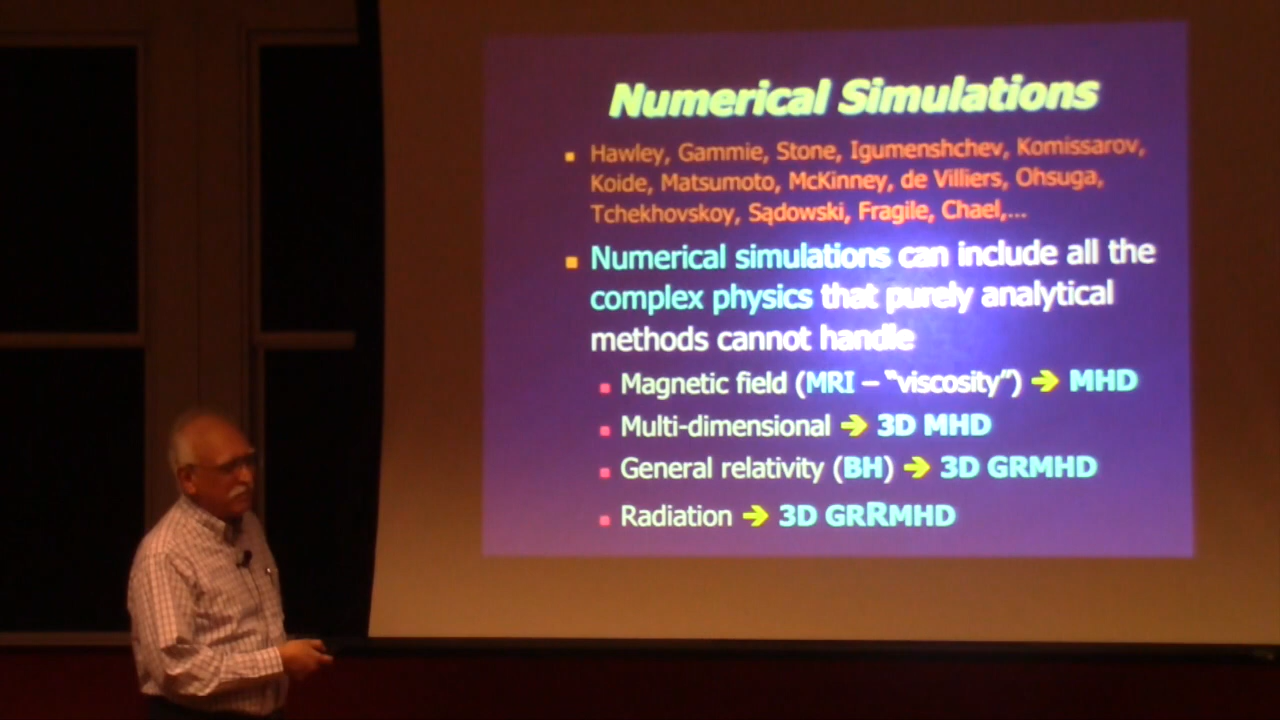 Numerical Simulations
Hawley, Gammie, Stone, Igumenshchev, Komissarov,
Koide, Matsumoto, McKinney, de Villiers, Ohsuga,
Tchekhovskoy, Sądowski, Fragile, Chael,...
Numerical simulations can include all the
complex physics that purely analytical
methods cannot handle
Magnetic field (MRI – “viscosity”) ➔ MHD
Multi-dimensional ➔ 3D MHD
General relativity (BH) ➔ 3D GRMHD
Radiation ➔ 3D GRRMHD